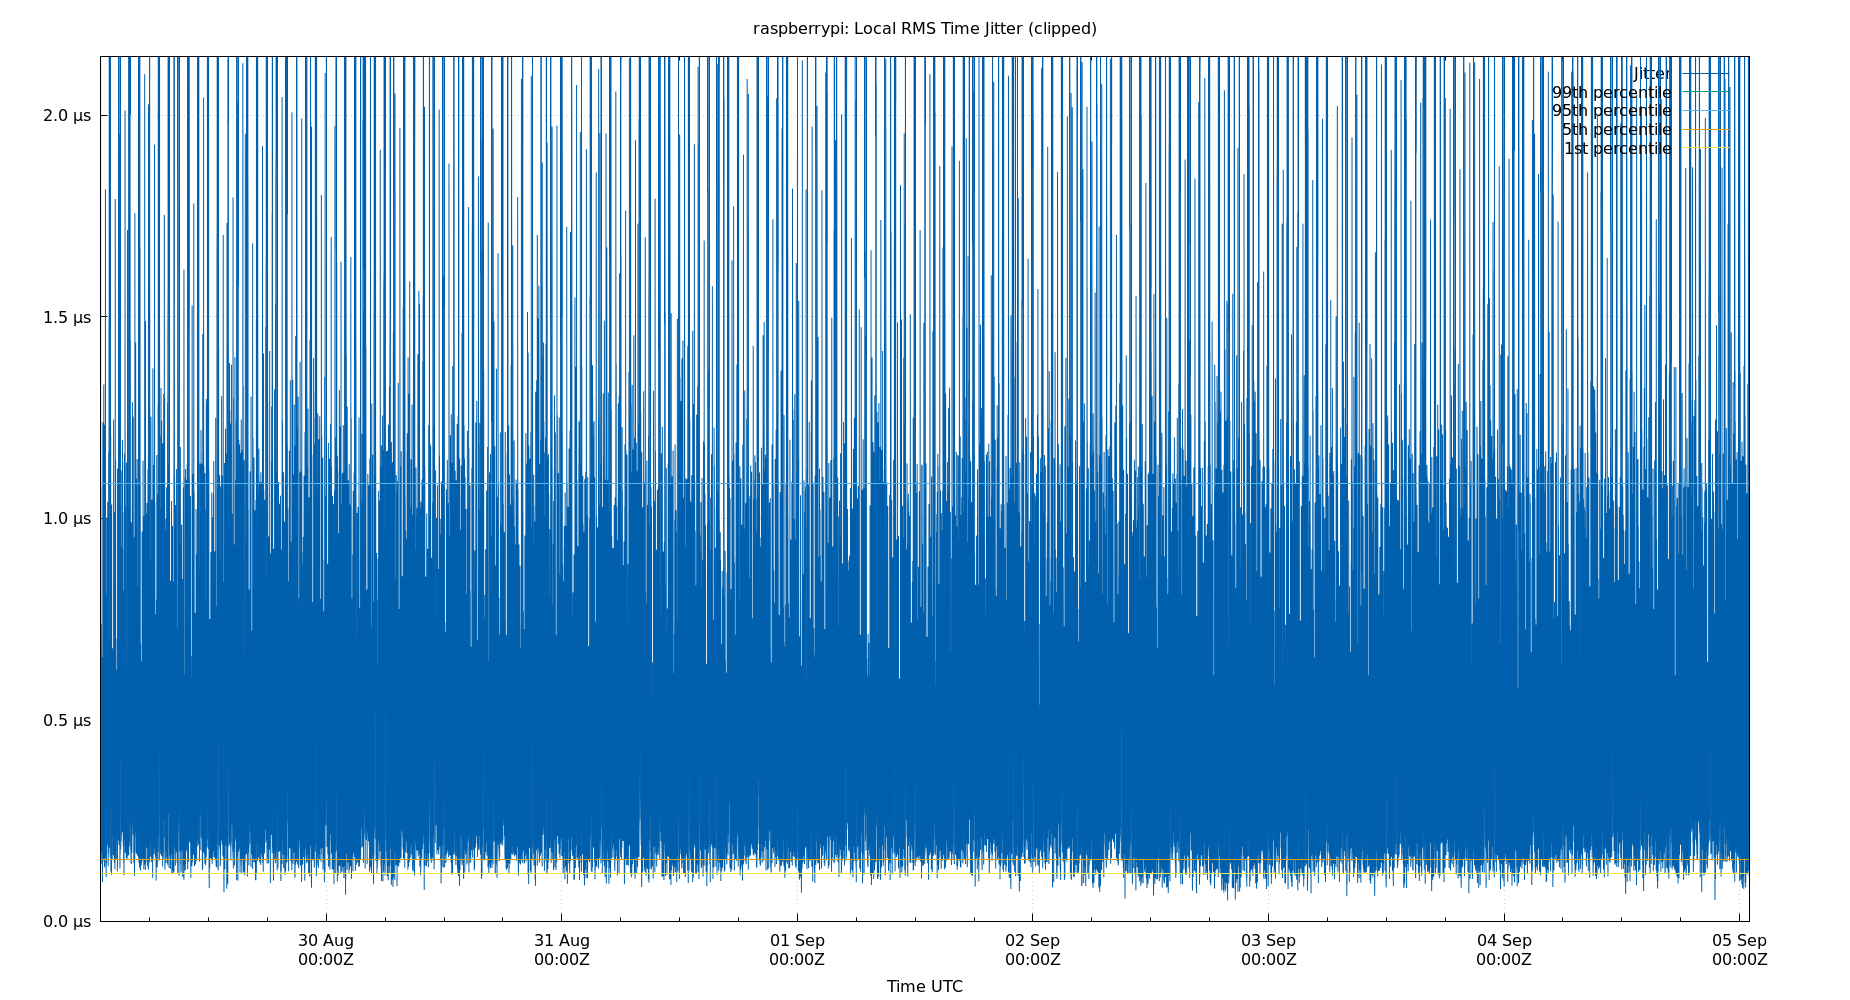 raspberrypi: Local RMS Time Jitter (clipped)
Jitter
99th percentile
95th percentile
5th percentile
1st percentile
2.0 µs
1.5 µs
1.0 µs
0.5 µs
0.0 µs
30 Aug 31 Aug 01 Sep 02 Sep 03 Sep 04 Sep 05 Sep
00:00Z 00:00Z 00:00Z 00:00Z 00:00Z 00:00Z 00:00Z
Time UTC